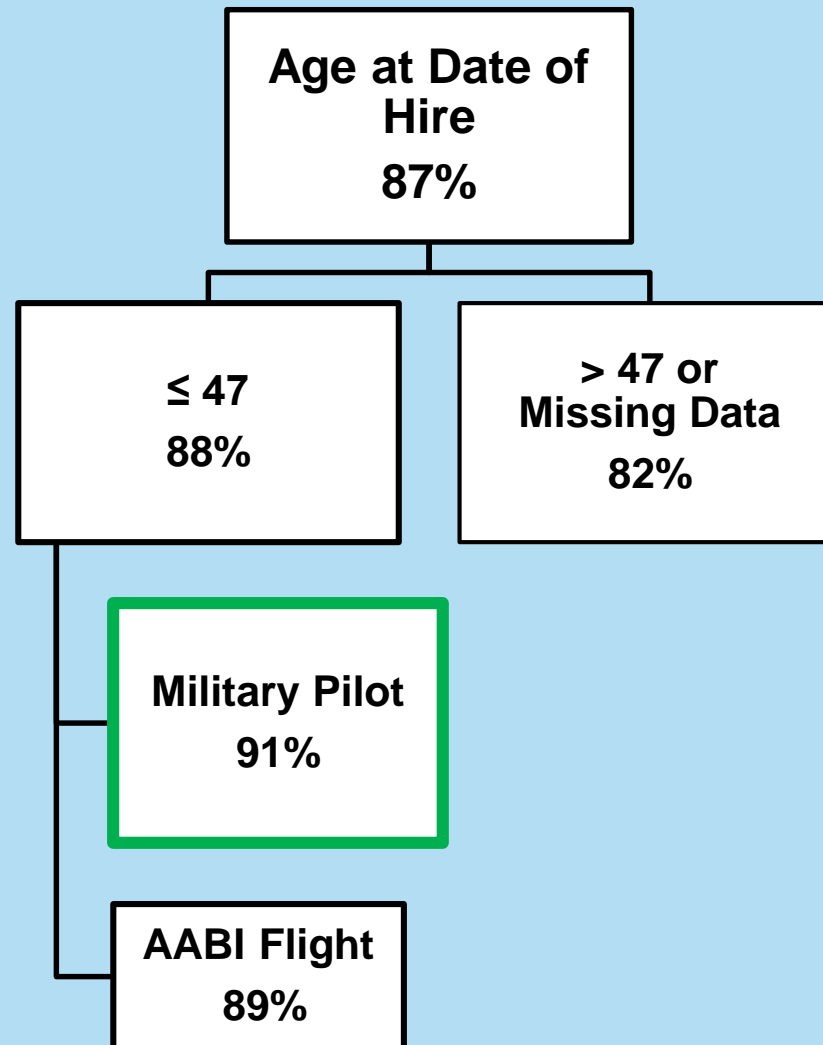 Age at Date of
Hire
87%
≤ 47
88%
> 47 or
Missing Data
82%
Military Pilot
91%
AABI Flight
89%